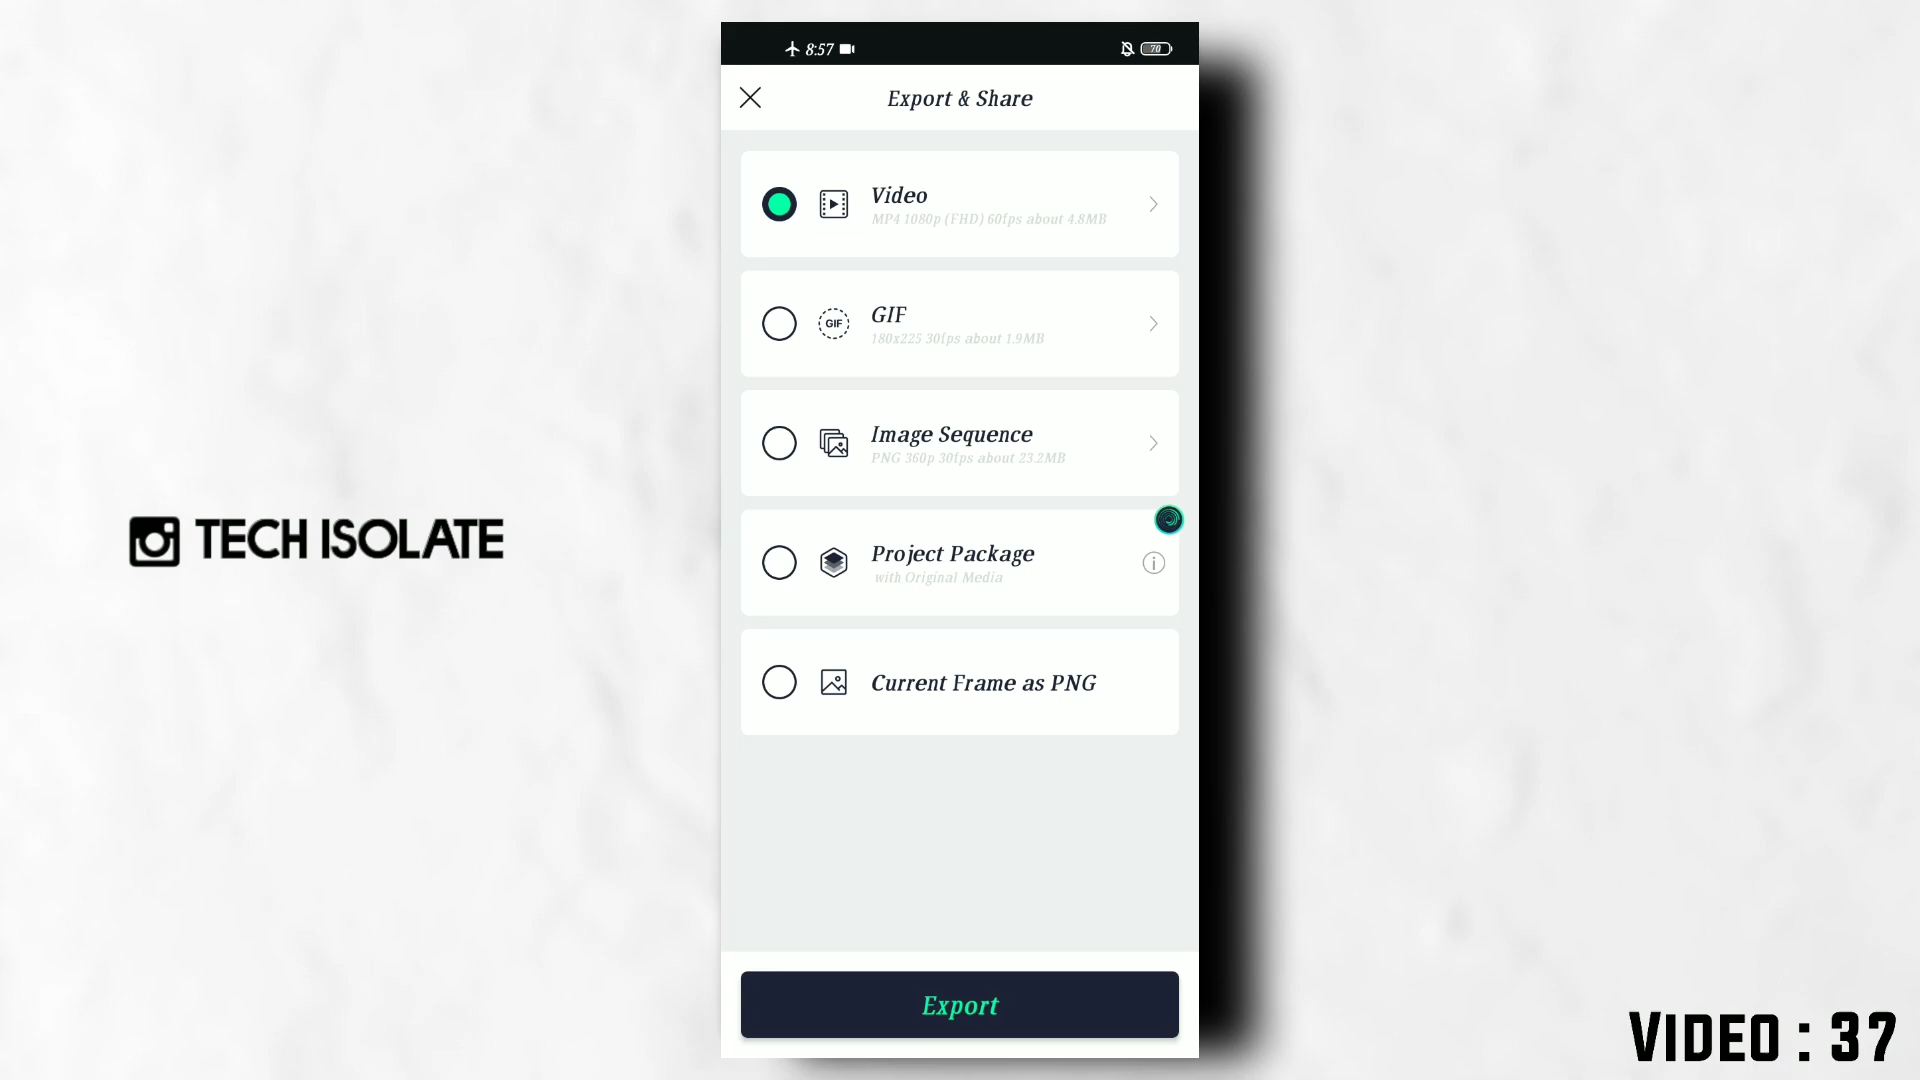 8:57
70
Export & Share
Video
MP4 1080p (FHD) 60fps about 4.8MB
GIF
GIF
180x225 30fps about 1.9MB
Image Sequence
PNG 360p 30fps about 23.2MB
Project Package
with Original Media
Current Frame as PNG
Export
TECH ISOLATE
VIDEO : 37